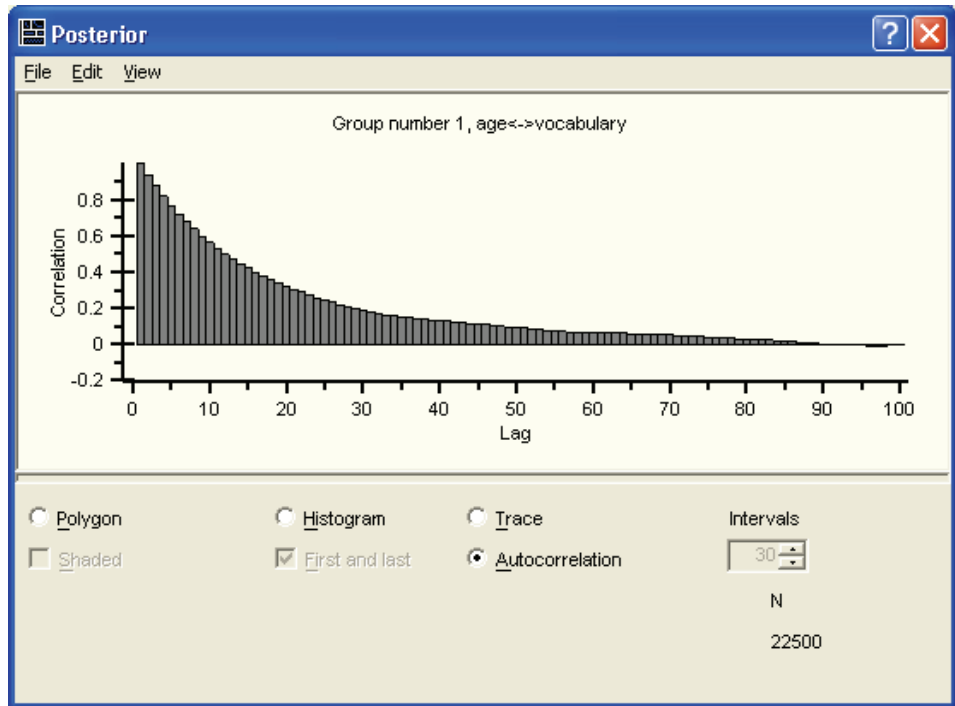 Posterior
File Edit View
Group number 1, age<->vocabulary
Correlation
0.8
0.6
0.4
0.2
0
-0.2
0 10 20 30 40 50 60 70 80 90 100
Lag
Polygon Histogram Trace Intervals
Shaded First and last Autocorrelation 30
N
22500